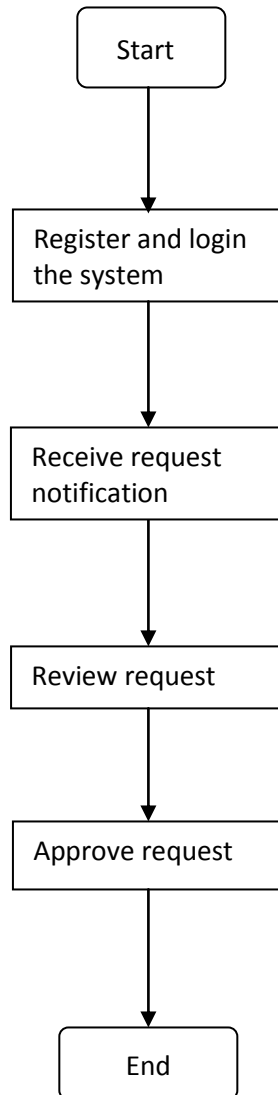 Start
Register and login
the system
Receive request
notification
Review request
Approve request
End